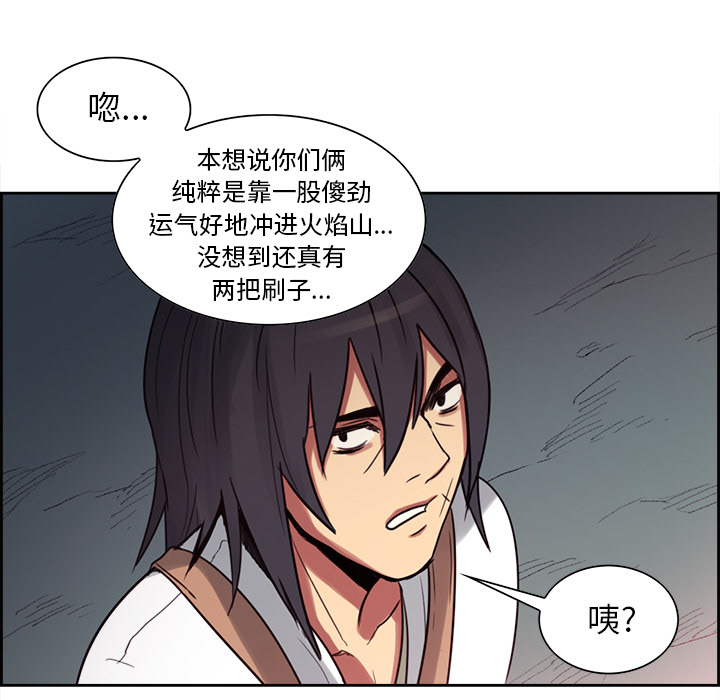 唿...
本想说你们俩
纯粹是靠一股傻劲
运气好地冲进火焰山...
没想到还真有
两把刷子...
咦?